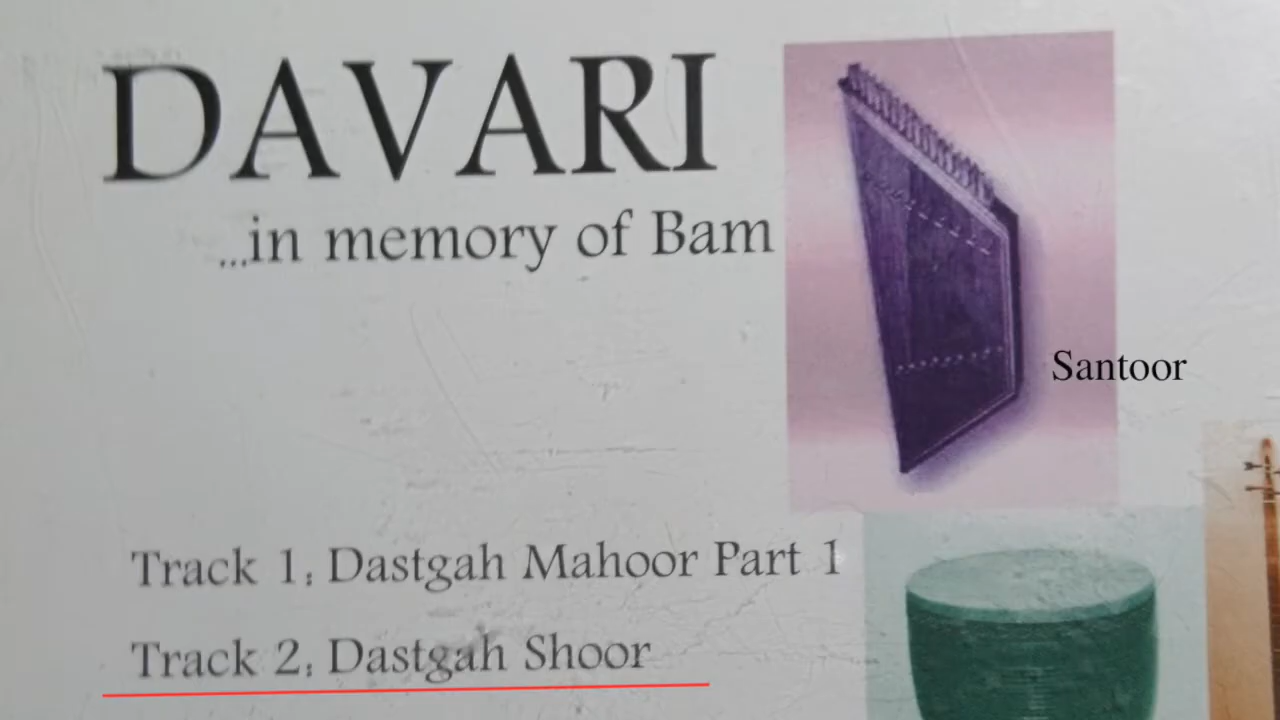 DAVARI
...in memory of Bam
Santoor
Track 1; Dastgah Mahoor Part 1
Track 2; Dastgah Shoor